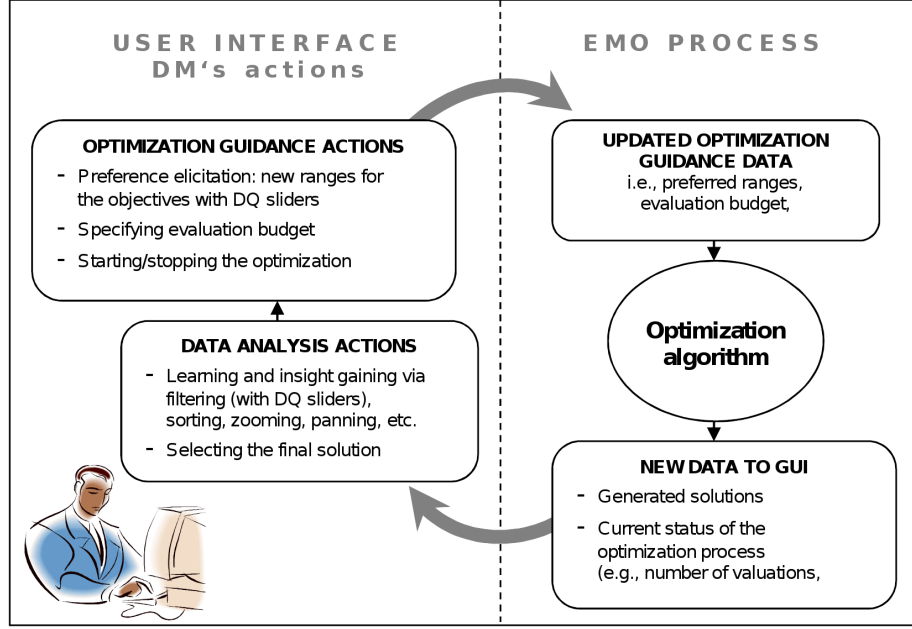 USER INTERFACE
DM‘s actions
OPTIMIZATION GUIDANCE ACTIONS
- Preference elicitation: new ranges for
the objectives with DQ sliders
- Specifying evaluation budget
- Starting/stopping the optimization
DATA ANALYSIS ACTIONS
- Learning and insight gaining via
filtering (with DQ sliders),
sorting, zooming, panning, etc.
- Selecting the final solution
EMO PROCESS
UPDATED OPTIMIZATION
GUIDANCE DATA
i.e., preferred ranges,
evaluation budget,
Optimization
algorithm
NEW DATA TO GUI
- Generated solutions
- Current status of the
optimization process
(e.g., number of valuations,